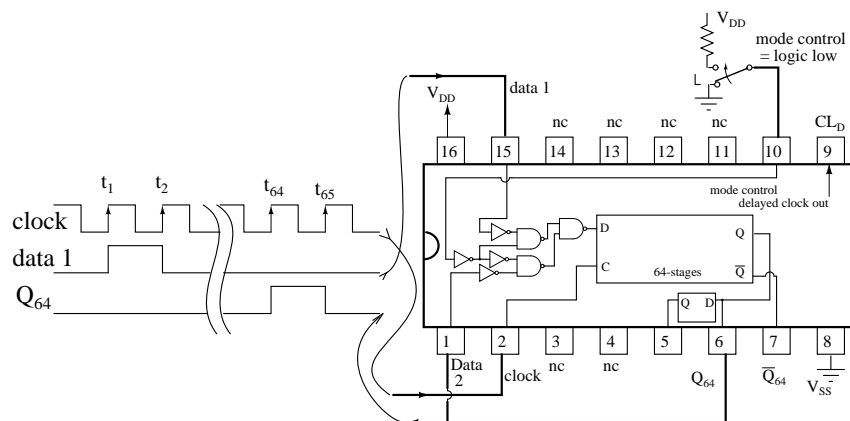 V_DD
mode control
= logic low
L
data 1
V_DD
nc
nc
nc
nc
CL_D
16
15
14
13
12
11
10
9
t_1
t_2
t_64
t_65
clock
data 1
Q_64
mode control
delayed clock out
D
Q
C
Q̅
64-stages
Q
D
1
2
3
4
5
6
7
8
Data
2
clock
nc
nc
Q_64
Q̅_64
V_SS